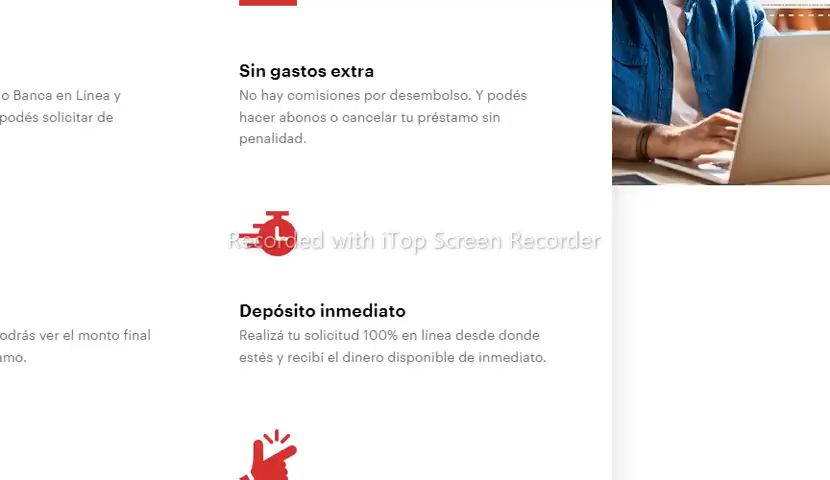 o Banca en Línea y
podés solicitar de
Sin gastos extra
No hay comisiones por desembolso. Y podés
hacer abonos o cancelar tu préstamo sin
penalidad.
Recorded with iTop Screen Recorder
odrás ver el monto final
amo.
Depósito inmediato
Realizá tu solicitud 100% en línea desde donde
estés y recibí el dinero disponible de inmediato.